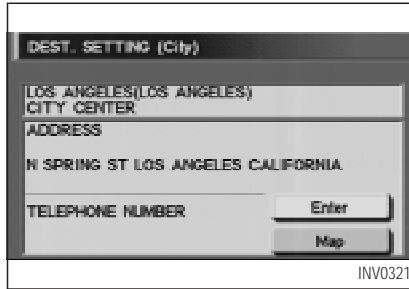 DEST. SETTING (City)
LOS ANGELES(LOS ANGELES)
CITY CENTER
ADDRESS
N SPRING ST LOS ANGELES CALIFORNIA
TELEPHONE NUMBER
Enter
Map
INV0321